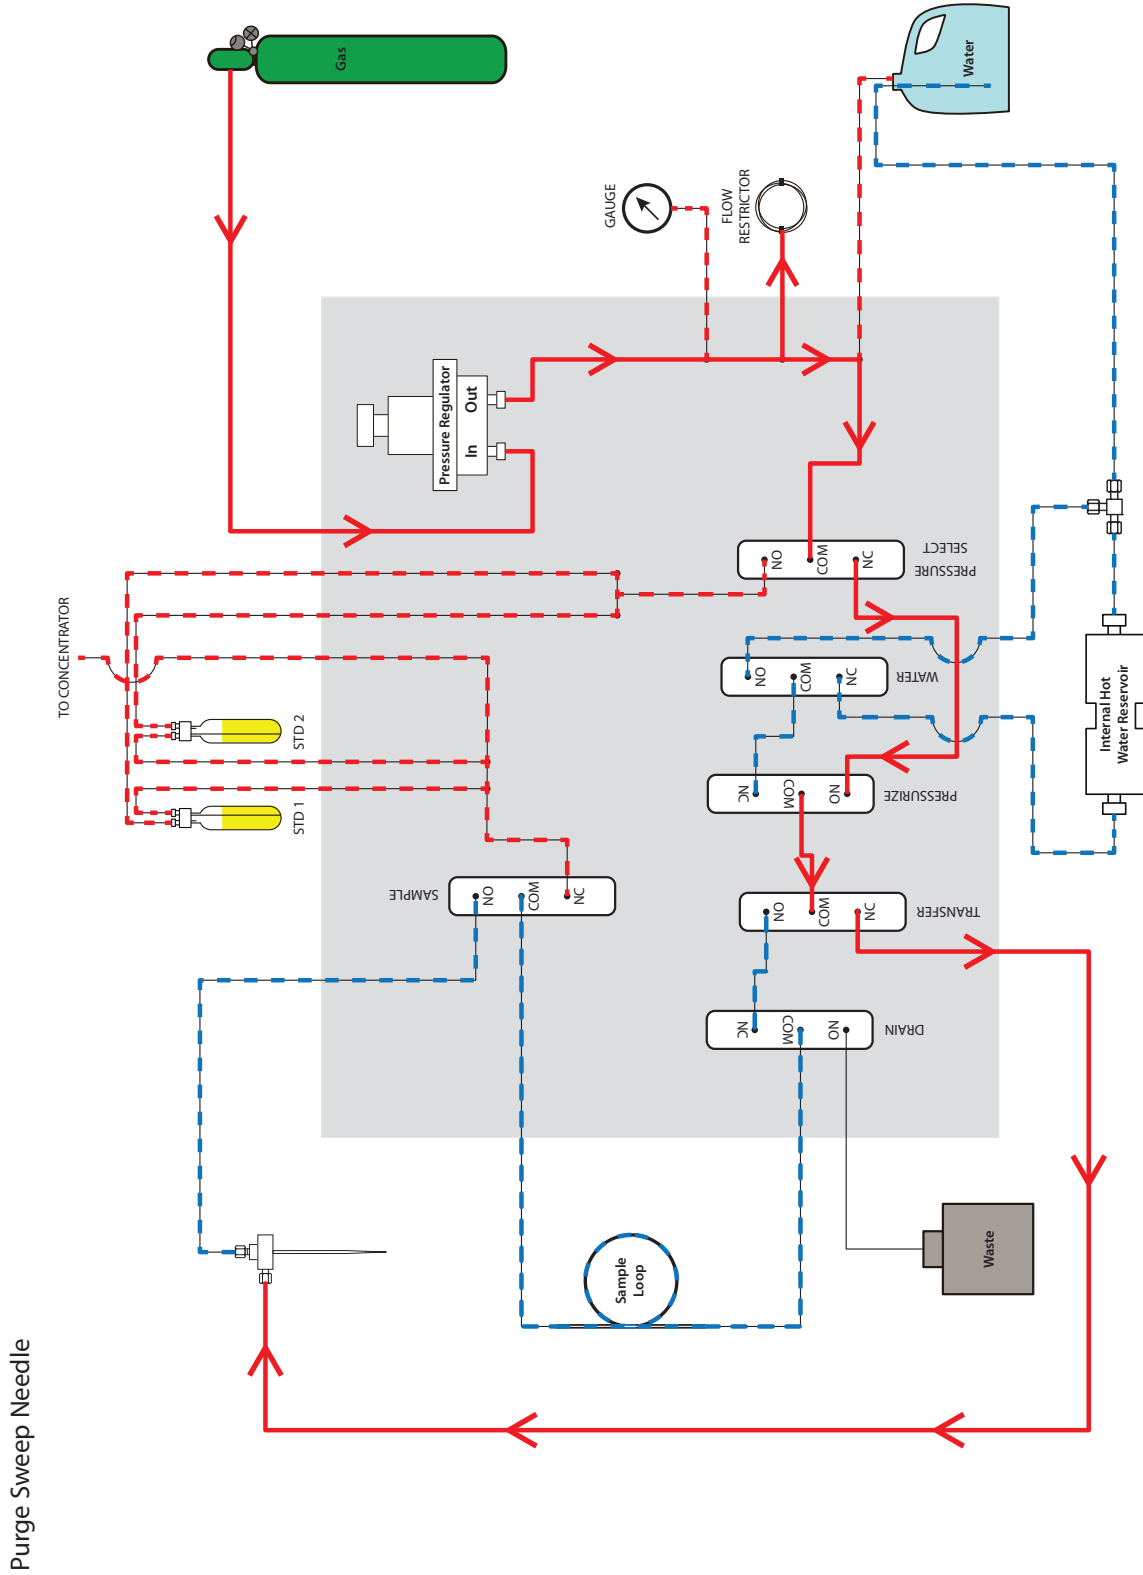 Purge Sweep Needle
Gas
Water
TO CONCENTRATOR
GAUGE
FLOW
RESTRICTOR
Pressure Regulator
In
Out
STD 2
STD 1
NO
COM
NC
PRESSURE
SELECT
NO
COM
NC
WATER
NC
COM
NO
PRESSURIZE
SAMPLE
NO
COM
NC
NO
COM
NC
TRANSFER
NC
COM
NO
DRAIN
Internal Hot
Water Reservoir
Sample
Loop
Waste